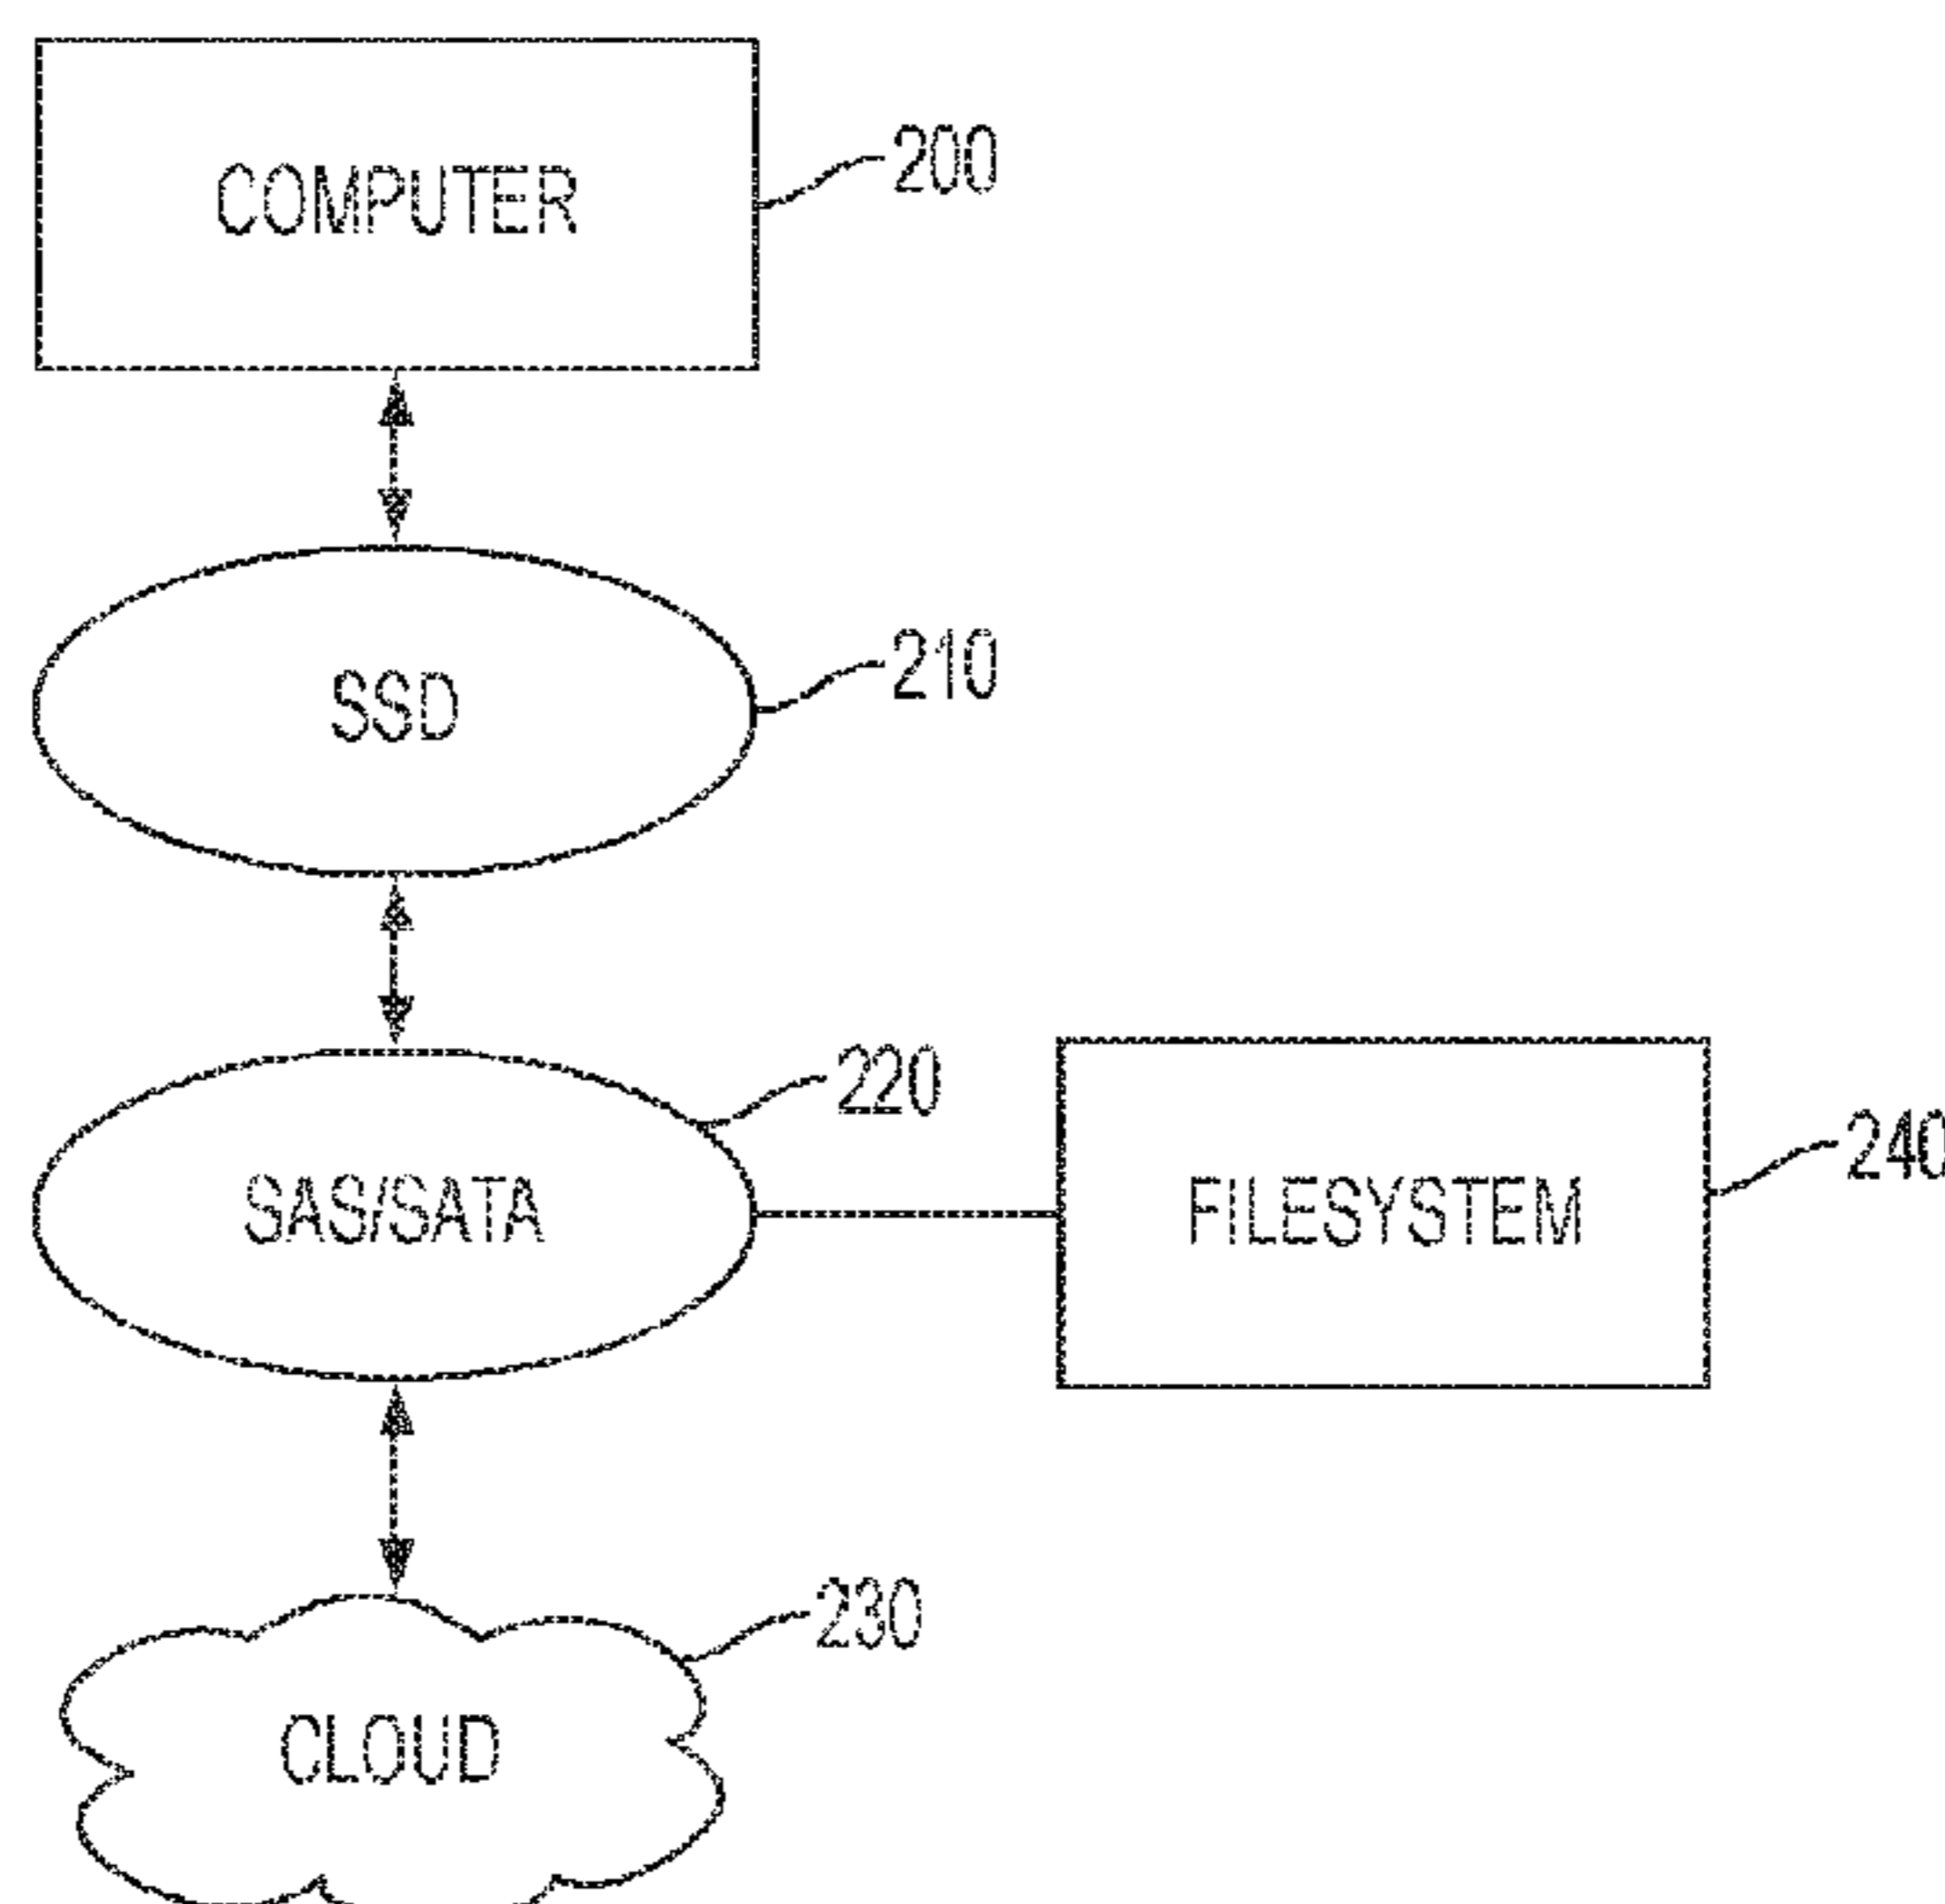 COMPUTER
200
SSD
210
220
SAS/SATA
FILESYSTEM
240
230
CLOUD